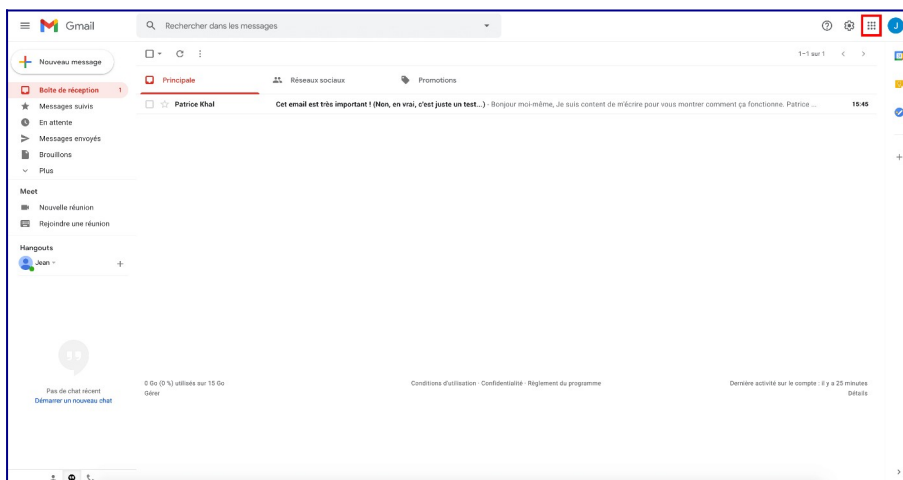 Gmail
Rechercher dans les messages
J
Nouveau message
1–1 sur 1
Boîte de réception 1
Principale
Réseaux sociaux
Promotions
Messages suivis
Patrice Khal Cet email est très important ! (Non, en vrai, c'est juste un test...) - Bonjour moi-même, Je suis content de m'écrire pour vous montrer comment ça fonctionne. Patrice ... 15:45
En attente
Messages envoyés
Brouillons
Plus
Meet
Nouvelle réunion
Rejoindre une réunion
Hangouts
Jean
Pas de chat récent
Démarrer un nouveau chat
0 Go (0 %) utilisés sur 15 Go
Gérer
Conditions d'utilisation · Confidentialité · Règlement du programme
Dernière activité sur le compte : il y a 25 minutes
Détails